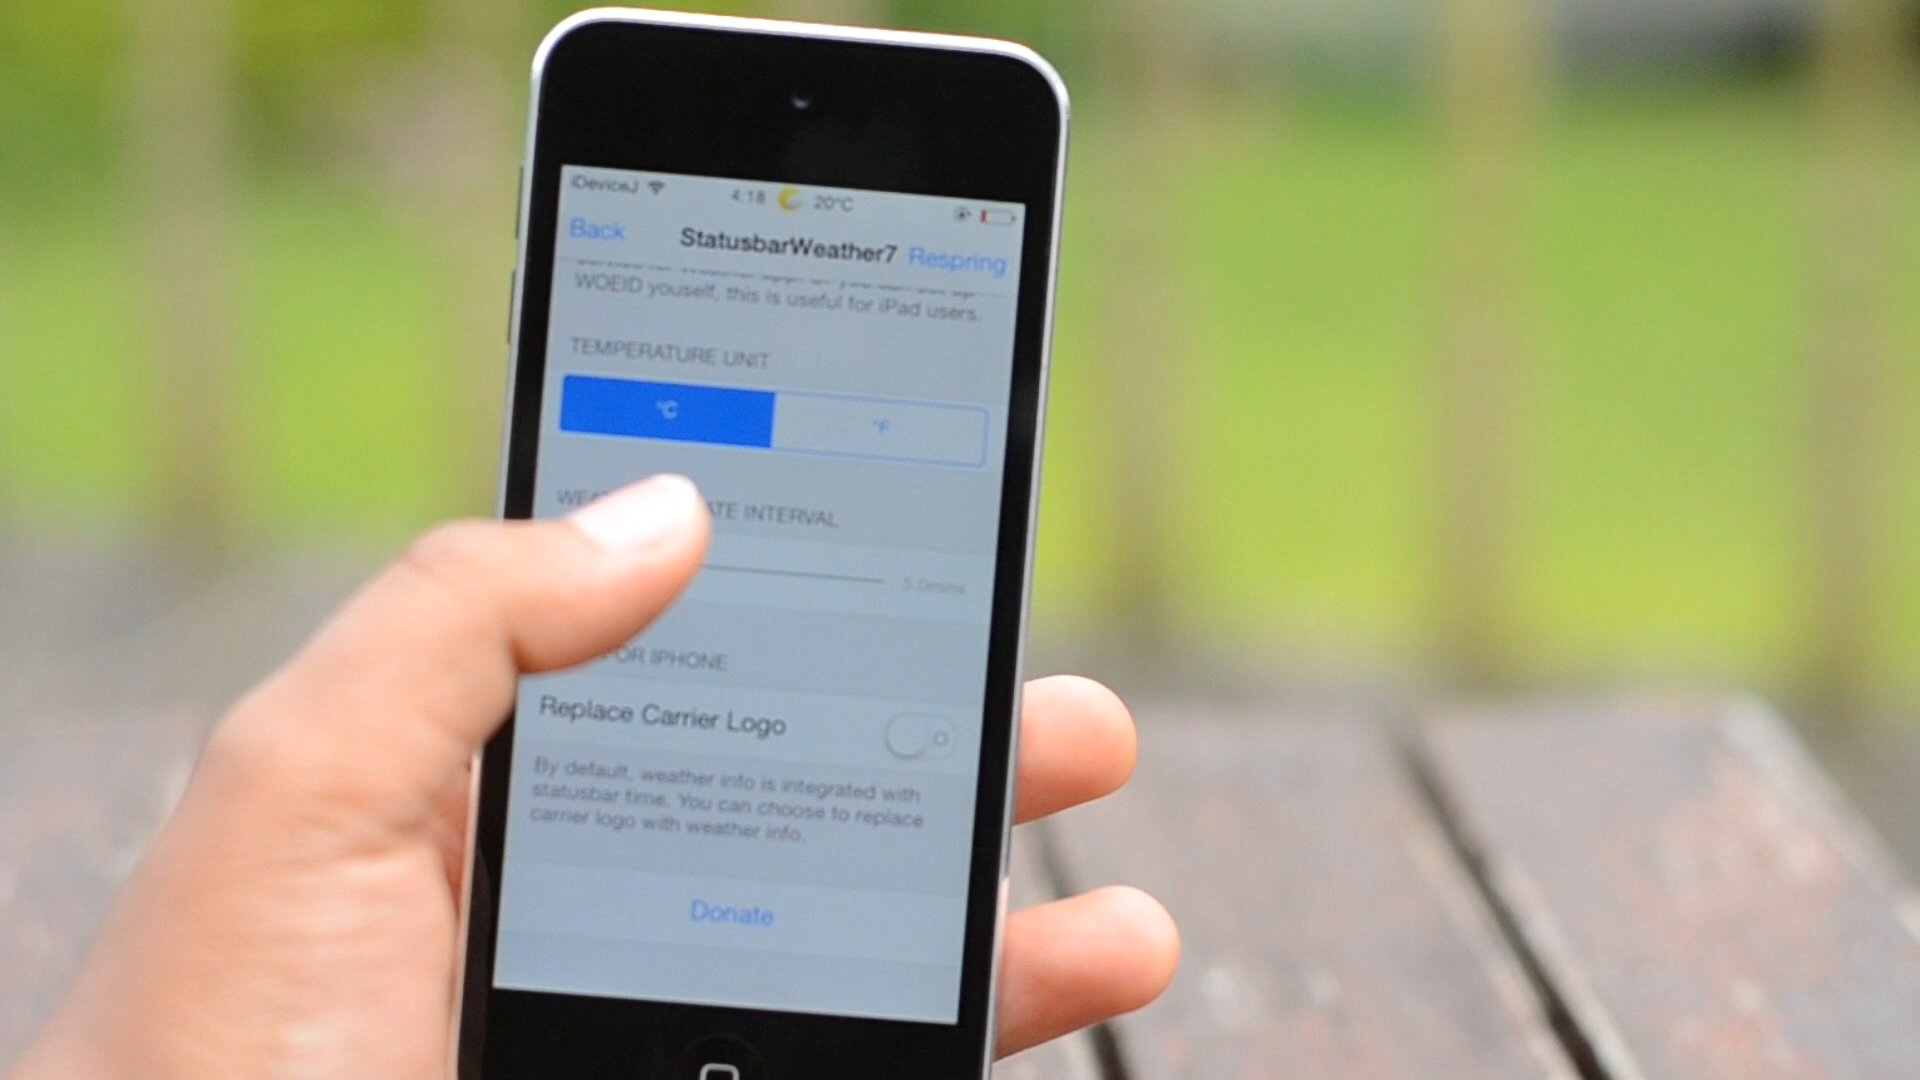 iDeviceJ 4:18 20°C
Back StatusbarWeather7 Respring
WOEID youself, this is useful for iPad users.
TEMPERATURE UNIT
°C °F
INTERVAL
5.0mins
OR IPHONE
Replace Carrier Logo
By default, weather info is integrated with
statusbar time. You can choose to replace
carrier logo with weather info.
Donate